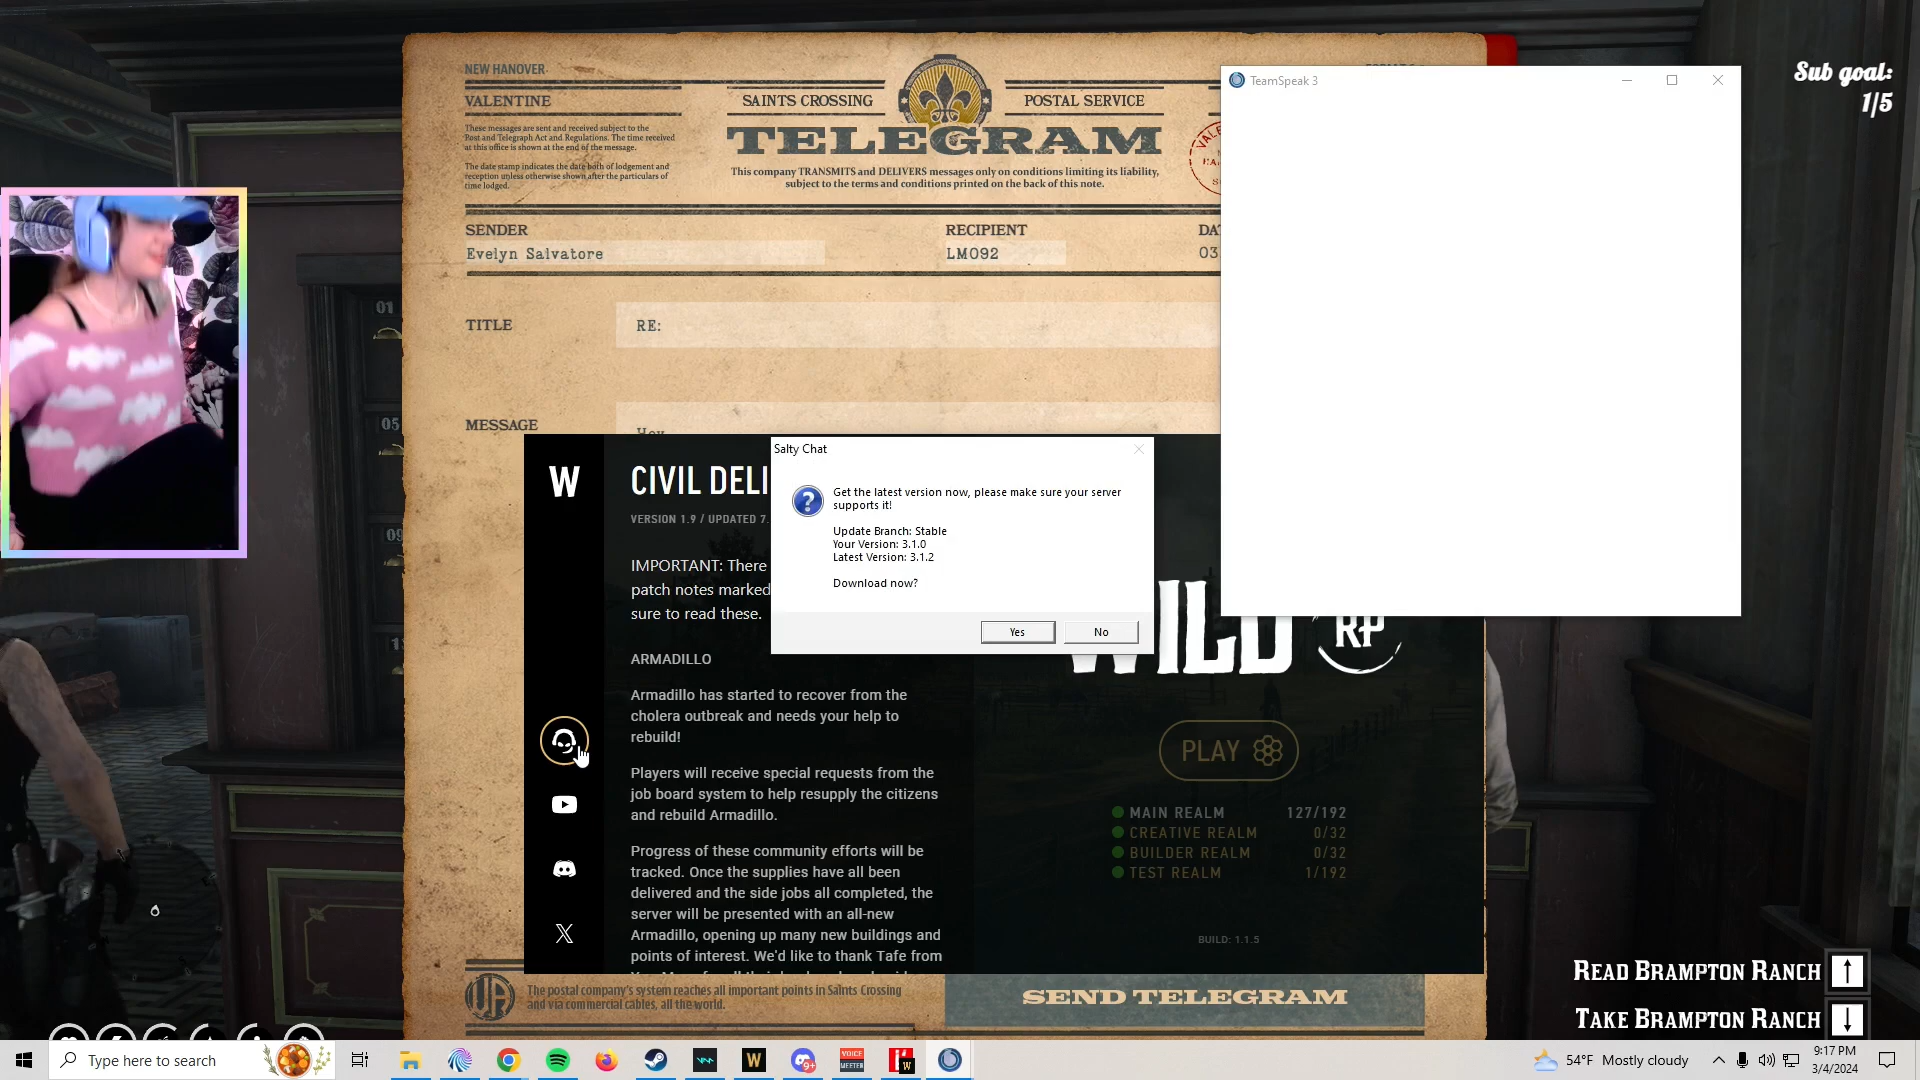 NEW HANOVER
VALENTINE
These messages are sent and received subject to the
Post and Telegraph Act and Regulations. The time received
at this office is shown at the end of the message.
The date stamp indicates the date both of lodgement and
reception unless otherwise shown after the particulars of
time lodged.
SAINTS CROSSING
POSTAL SERVICE
TELEGRAM
This company TRANSMITS and DELIVERS messages only on conditions limiting its liability,
subject to the terms and conditions printed on the back of this note.
SENDER
Evelyn Salvatore
RECIPIENT
LM092
03
TITLE
RE:
MESSAGE
TeamSpeak 3
Sub goal:
1/5
W
CIVIL DELI
VERSION 1.9 / UPDATED 7.
IMPORTANT: There
patch notes marked
sure to read these.
ARMADILLO
Armadillo has started to recover from the
cholera outbreak and needs your help to
rebuild!
Players will receive special requests from the
job board system to help resupply the citizens
and rebuild Armadillo.
Progress of these community efforts will be
tracked. Once the supplies have all been
delivered and the side jobs all completed, the
server will be presented with an all-new
Armadillo, opening up many new buildings and
points of interest. We'd like to thank Tafe from
Salty Chat
Get the latest version now, please make sure your server
supports it!
Update Branch: Stable
Your Version: 3.1.0
Latest Version: 3.1.2
Download now?
Yes
No
WILD
RP
PLAY
MAIN REALM 127/192
CREATIVE REALM 0/32
BUILDER REALM 0/32
TEST REALM 1/192
BUILD: 1.1.5
01
05
09
The postal company's system reaches all important points in Saints Crossing
and via commercial cables, all the world.
SEND TELEGRAM
READ BRAMPTON RANCH
TAKE BRAMPTON RANCH
Type here to search
VOICE
MEETER
W
9+
54°F Mostly cloudy
9:17 PM
3/4/2024